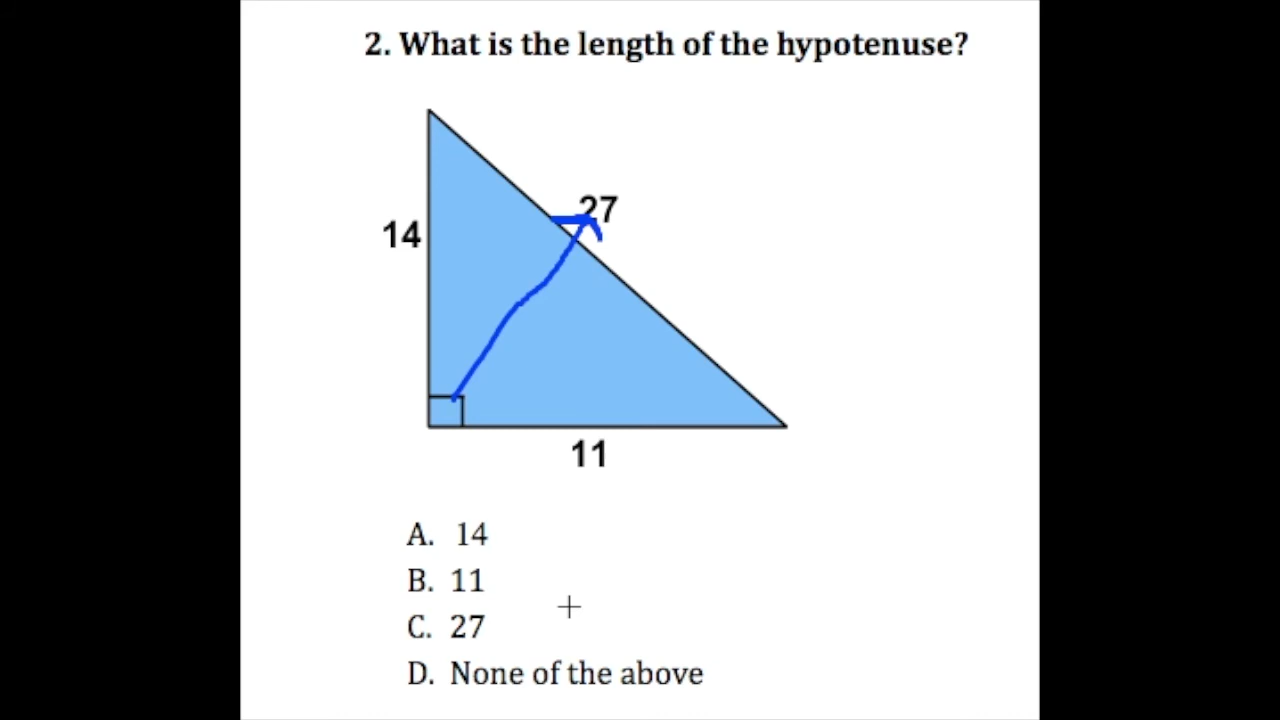 2. What is the length of the hypotenuse?
27
14
11
A. 14
B. 11
C. 27
D. None of the above